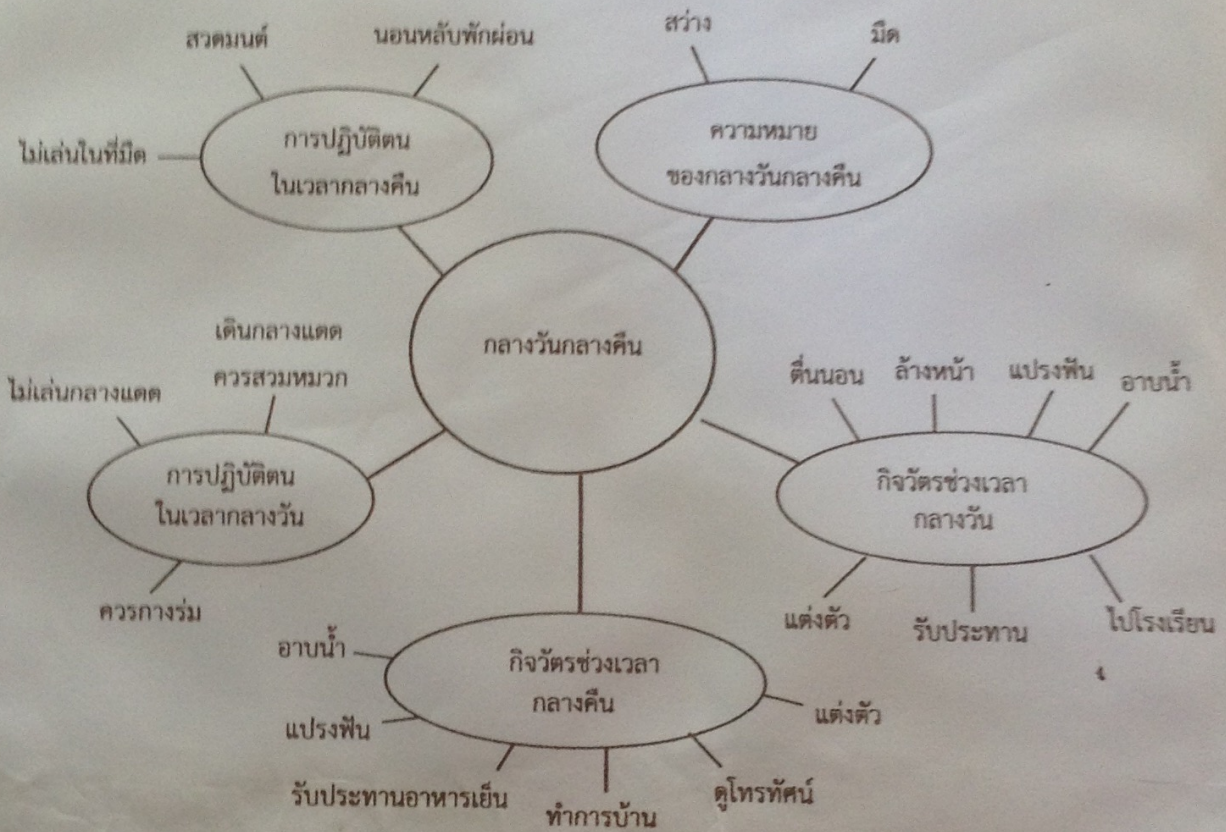 สวดมนต์
นอนหลับพักผ่อน
ไม่เล่นในที่มืด
การปฏิบัติตน
ในเวลากลางคืน
สว่าง
มืด
ความหมาย
ของกลางวันกลางคืน
กลางวันกลางคืน
เดินกลางแดด
ควรสวมหมวก
ไม่เล่นกลางแดด
การปฏิบัติตน
ในเวลากลางวัน
ควรกางร่ม
ตื่นนอน
ล้างหน้า
แปรงฟัน
อาบน้ำ
กิจวัตรช่วงเวลา
กลางวัน
แต่งตัว
รับประทาน
ไปโรงเรียน
อาบน้ำ
กิจวัตรช่วงเวลา
กลางคืน
แปรงฟัน
แต่งตัว
รับประทานอาหารเย็น
ทำการบ้าน
ดูโทรทัศน์